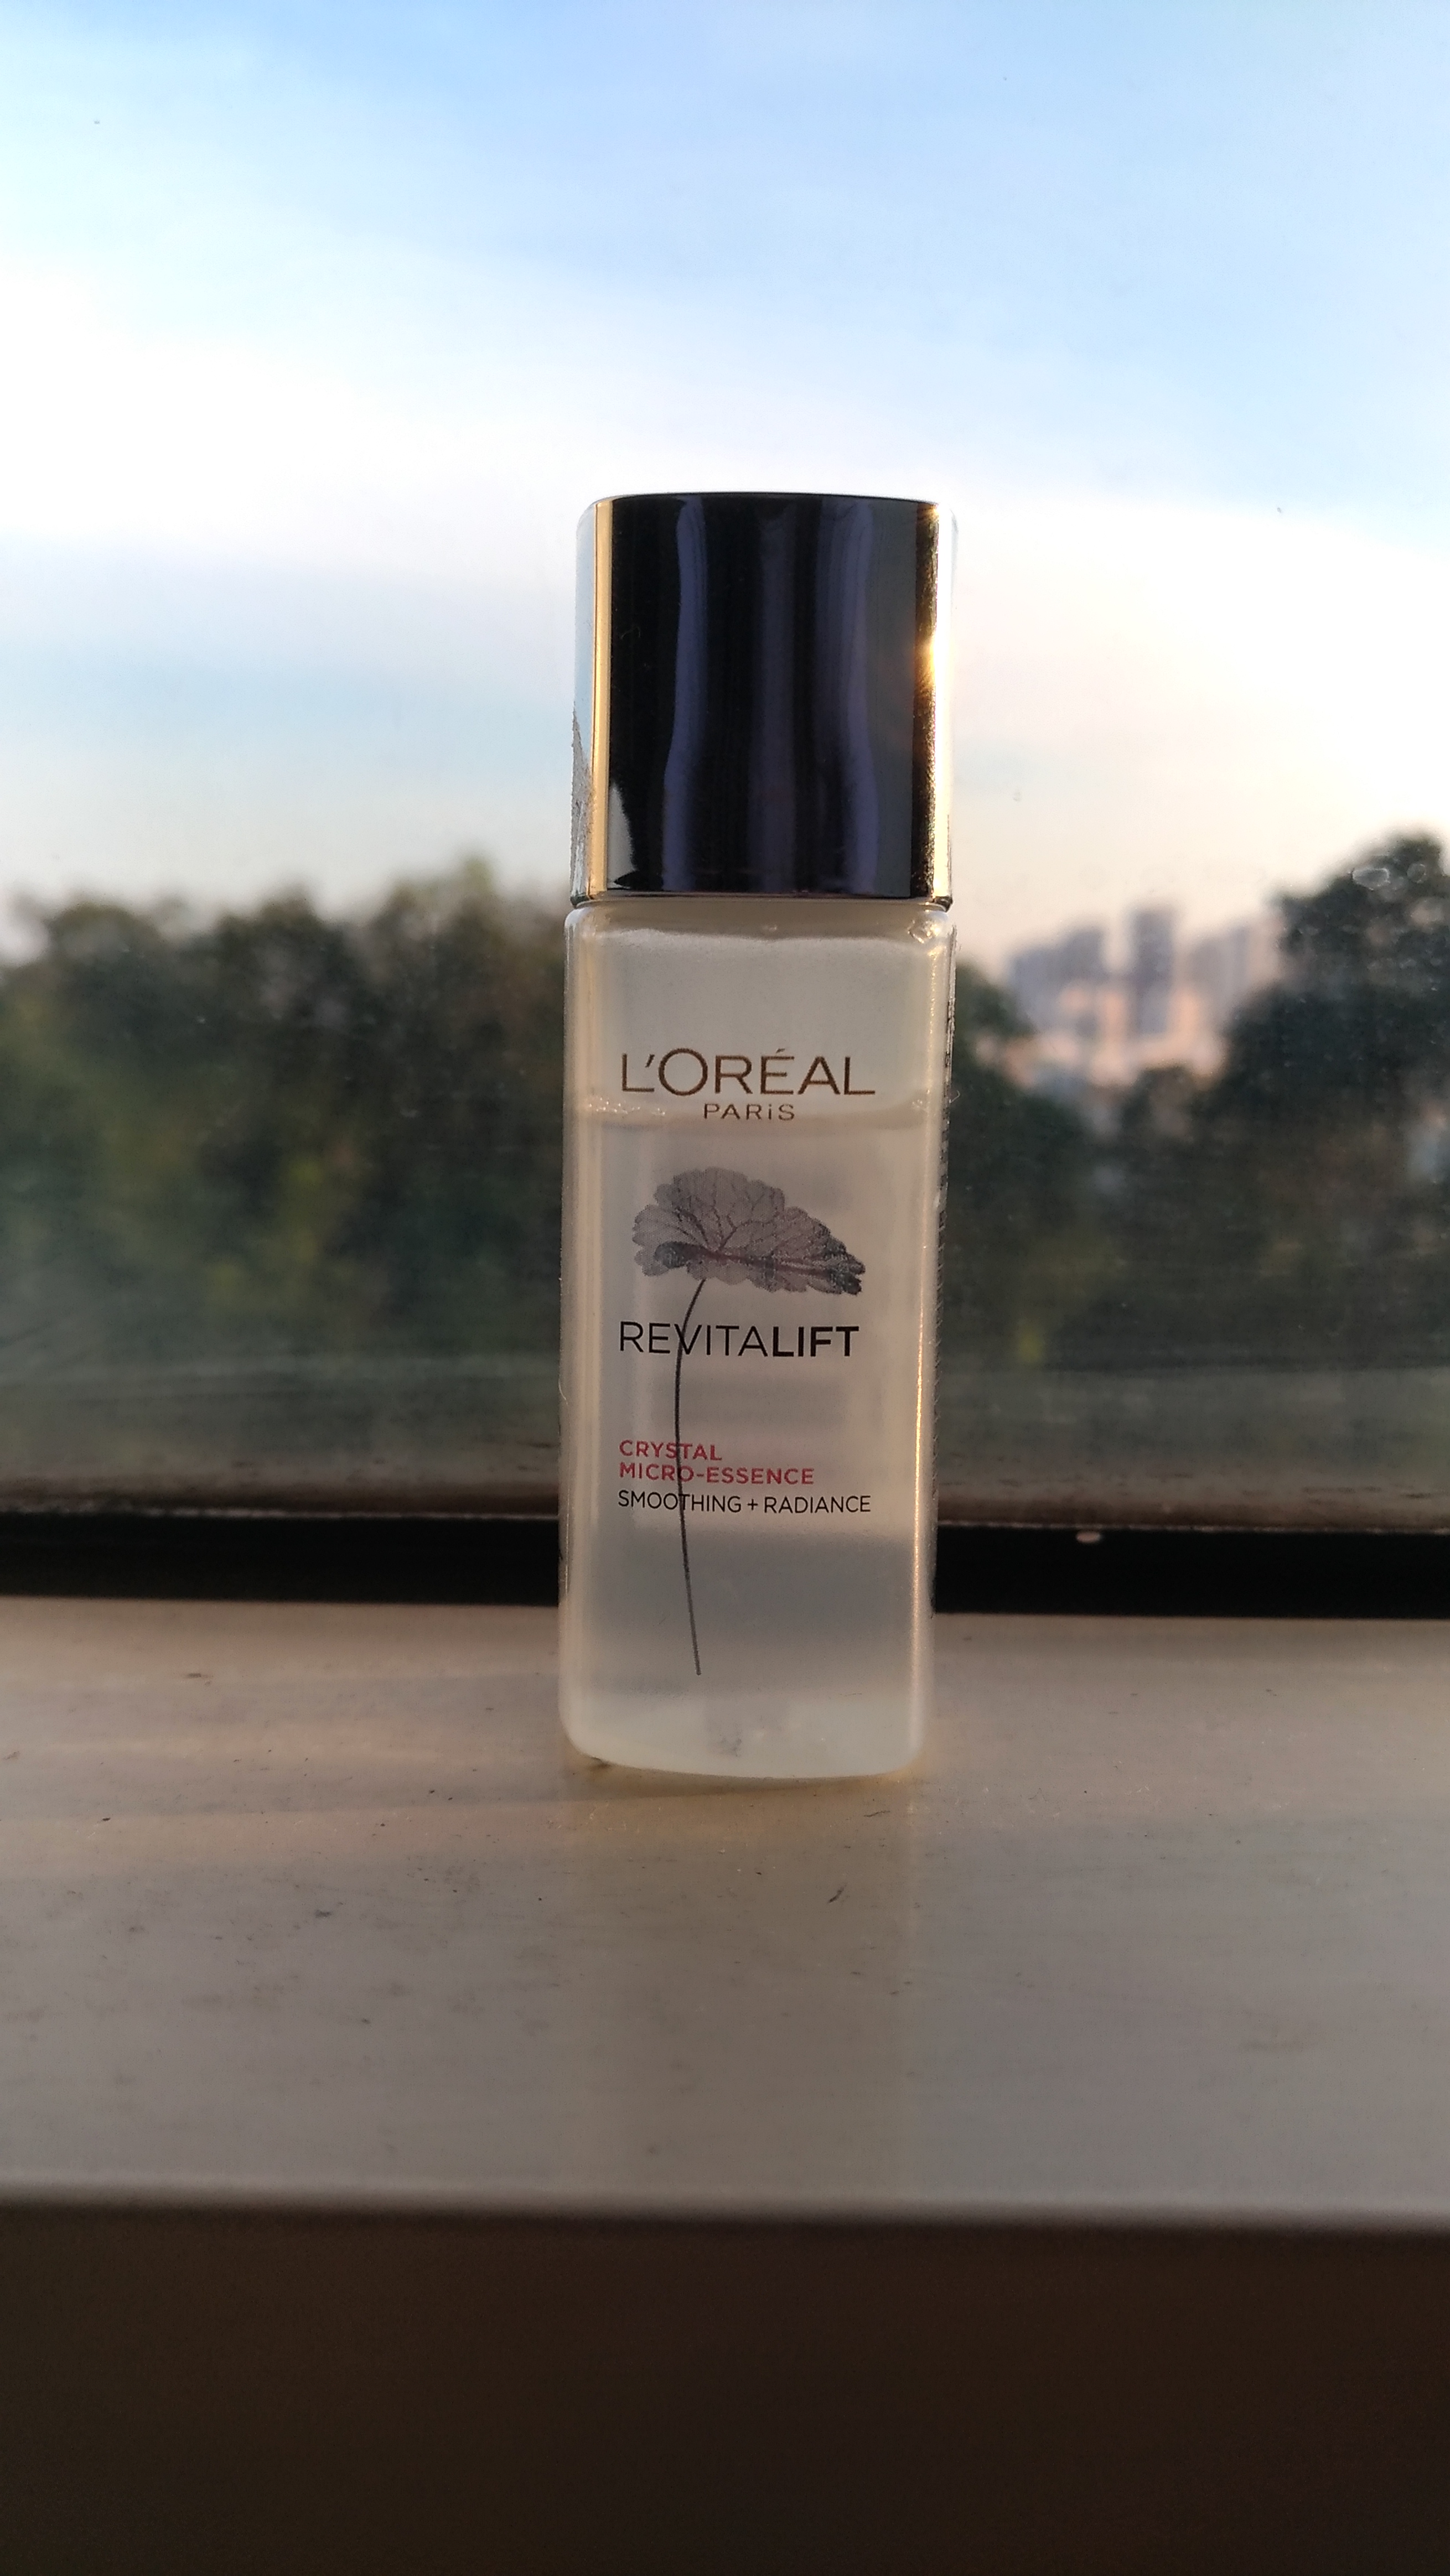 L'ORÉAL
PARiS
REVITALIFT
CRYSTAL
MICRO-ESSENCE
SMOOTHING + RADIANCE